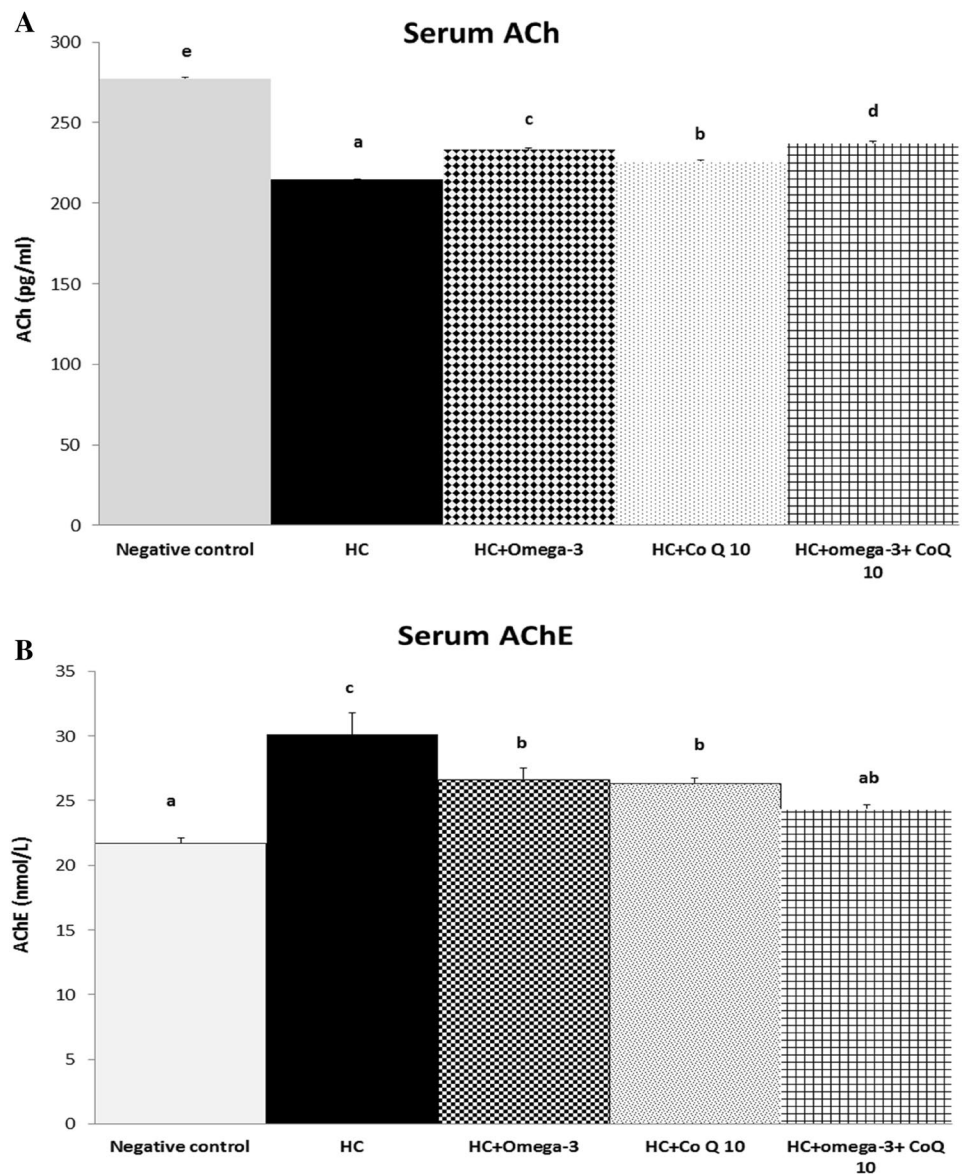 A
Serum ACh
300
250
200
150
100
50
0
ACh (pg/ml)
e
a
c
b
d
Negative control
HC
HC+Omega-3
HC+Co Q 10
HC+omega-3+ CoQ
10
B
Serum AChE
35
30
25
20
15
10
5
0
AChE (nmol/L)
a
c
b
b
ab
Negative control
HC
HC+Omega-3
HC+Co Q 10
HC+omega-3+ CoQ
10